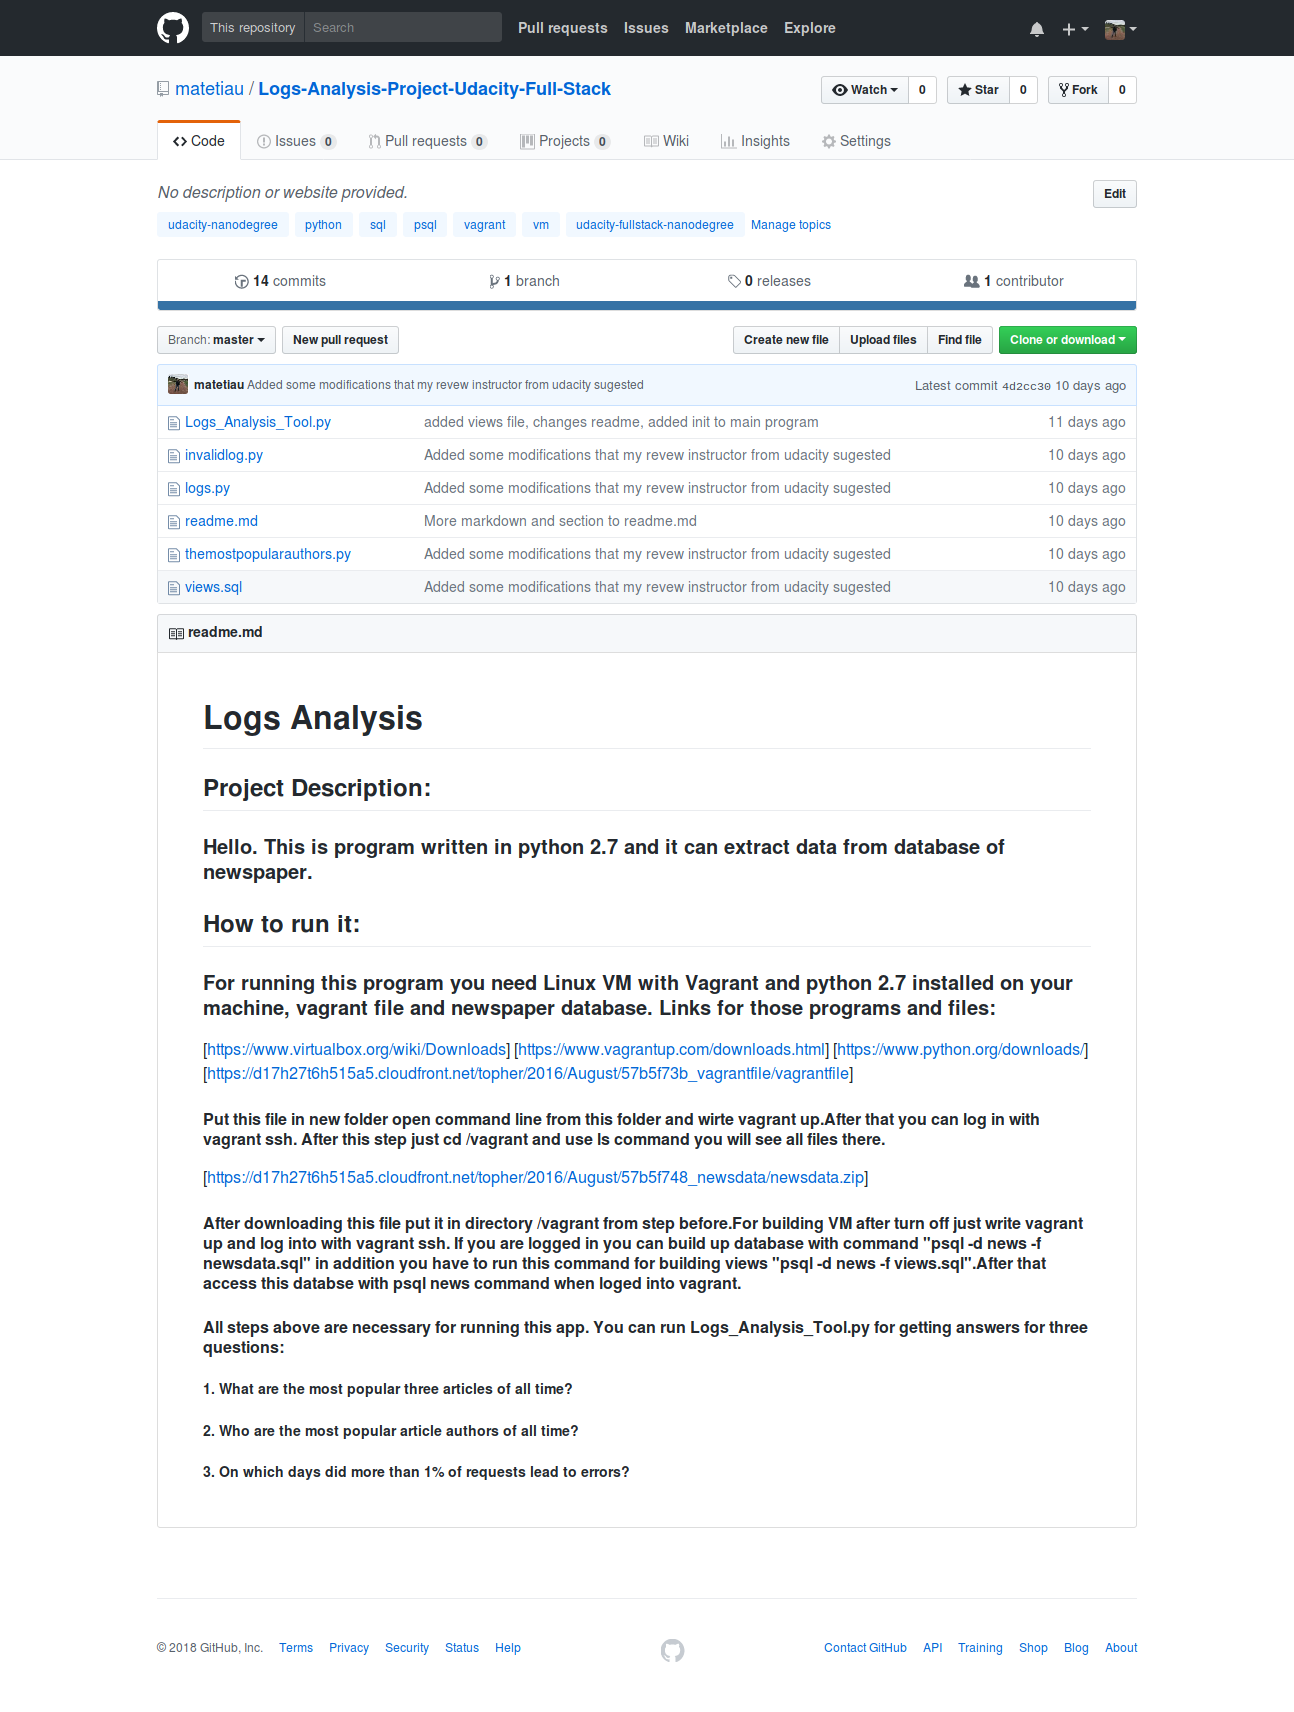 This repository Search Pull requests Issues Marketplace Explore
matetiau / Logs-Analysis-Project-Udacity-Full-Stack Watch 0 Star 0 Fork 0
Code Issues 0 Pull requests 0 Projects 0 Wiki Insights Settings
No description or website provided. Edit
udacity-nanodegree python sql psql vagrant vm udacity-fullstack-nanodegree Manage topics
14 commits 1 branch 0 releases 1 contributor
Branch: master New pull request Create new file Upload files Find file Clone or download
matetiau Added some modifications that my revew instructor from udacity sugested Latest commit 4d2cc30 10 days ago
Logs_Analysis_Tool.py added views file, changes readme, added init to main program 11 days ago
invalidlog.py Added some modifications that my revew instructor from udacity sugested 10 days ago
logs.py Added some modifications that my revew instructor from udacity sugested 10 days ago
readme.md More markdown and section to readme.md 10 days ago
themostpopularauthors.py Added some modifications that my revew instructor from udacity sugested 10 days ago
views.sql Added some modifications that my revew instructor from udacity sugested 10 days ago
readme.md
Logs Analysis
Project Description:
Hello. This is program written in python 2.7 and it can extract data from database of
newspaper.
How to run it:
For running this program you need Linux VM with Vagrant and python 2.7 installed on your
machine, vagrant file and newspaper database. Links for those programs and files:
[https://www.virtualbox.org/wiki/Downloads] [https://www.vagrantup.com/downloads.html] [https://www.python.org/downloads/]
[https://d17h27t6h515a5.cloudfront.net/topher/2016/August/57b5f73b_vagrantfile/vagrantfile]
Put this file in new folder open command line from this folder and wirte vagrant up.After that you can log in with
vagrant ssh. After this step just cd /vagrant and use ls command you will see all files there.
[https://d17h27t6h515a5.cloudfront.net/topher/2016/August/57b5f748_newsdata/newsdata.zip]
After downloading this file put it in directory /vagrant from step before.For building VM after turn off just write vagrant
up and log into with vagrant ssh. If you are logged in you can build up database with command "psql -d news -f
newsdata.sql" in addition you have to run this command for building views "psql -d news -f views.sql".After that
access this databse with psql news command when loged into vagrant.
All steps above are necessary for running this app. You can run Logs_Analysis_Tool.py for getting answers for three
questions:
1. What are the most popular three articles of all time?
2. Who are the most popular article authors of all time?
3. On which days did more than 1% of requests lead to errors?
© 2018 GitHub, Inc. Terms Privacy Security Status Help Contact GitHub API Training Shop Blog About